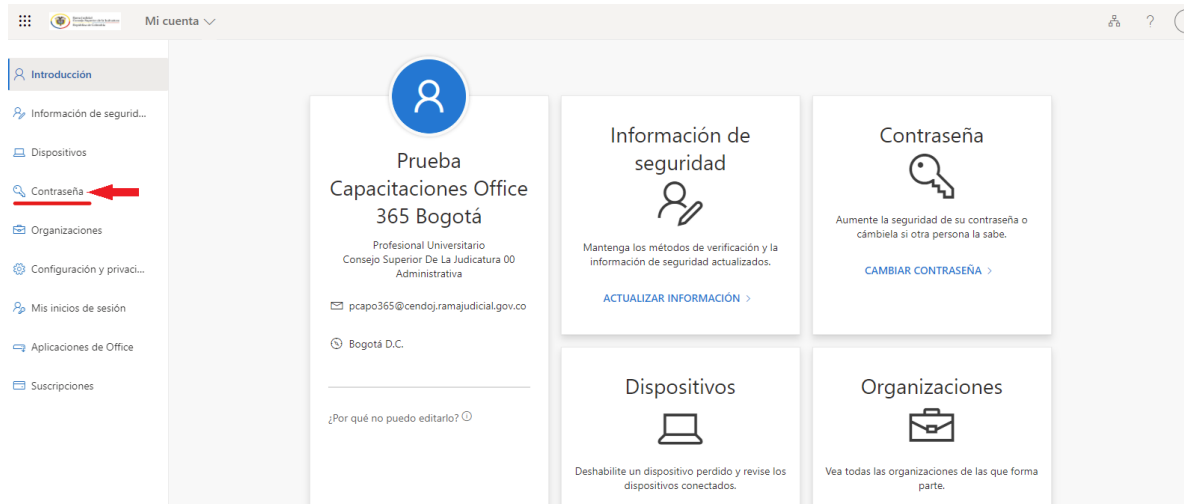 Mi cuenta
?
Introducción
Información de segurid...
Dispositivos
Contraseña
Organizaciones
Configuración y privaci...
Mis inicios de sesión
Aplicaciones de Office
Suscripciones
Prueba
Capacitaciones Office
365 Bogotá
Profesional Universitario
Consejo Superior De La Judicatura 00
Administrativa
pcapo365@cendoj.ramajudicial.gov.co
Bogotá D.C.
¿Por qué no puedo editarlo?
Información de
seguridad
Mantenga los métodos de verificación y la
información de seguridad actualizados.
ACTUALIZAR INFORMACIÓN >
Contraseña
Aumente la seguridad de su contraseña o
cámbiela si otra persona la sabe.
CAMBIAR CONTRASEÑA >
Dispositivos
Deshabilite un dispositivo perdido y revise los
dispositivos conectados.
Organizaciones
Vea todas las organizaciones de las que forma
parte.